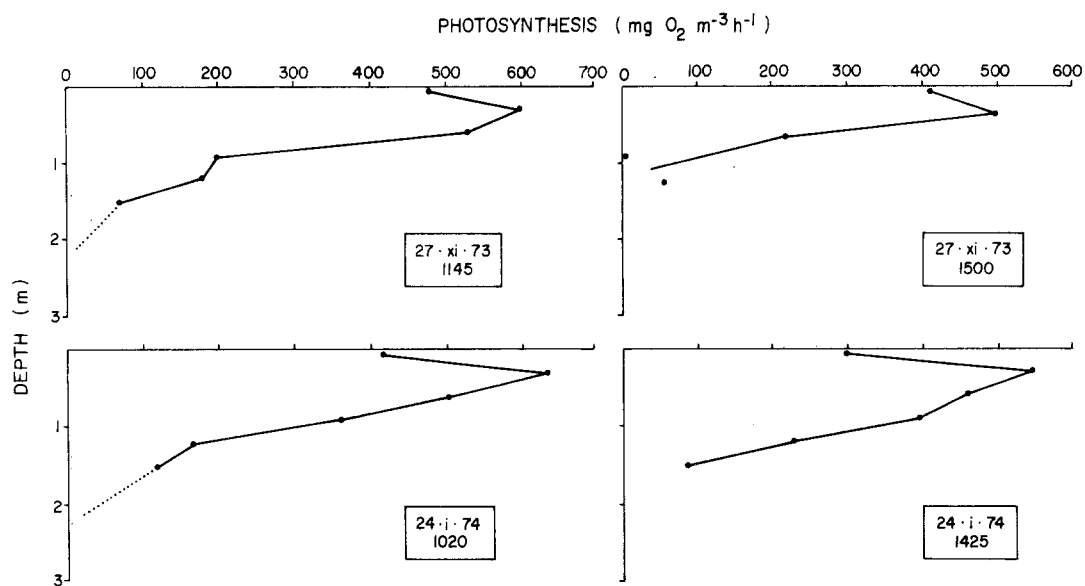 PHOTOSYNTHESIS ( mg O₂ m⁻³ h⁻¹ )
0 100 200 300 400 500 600 700
0 100 200 300 400 500 600
1
2
3
27 · xi · 73
1145
27 · xi · 73
1500
DEPTH (m)
1
2
3
24 · i · 74
1020
24 · i · 74
1425